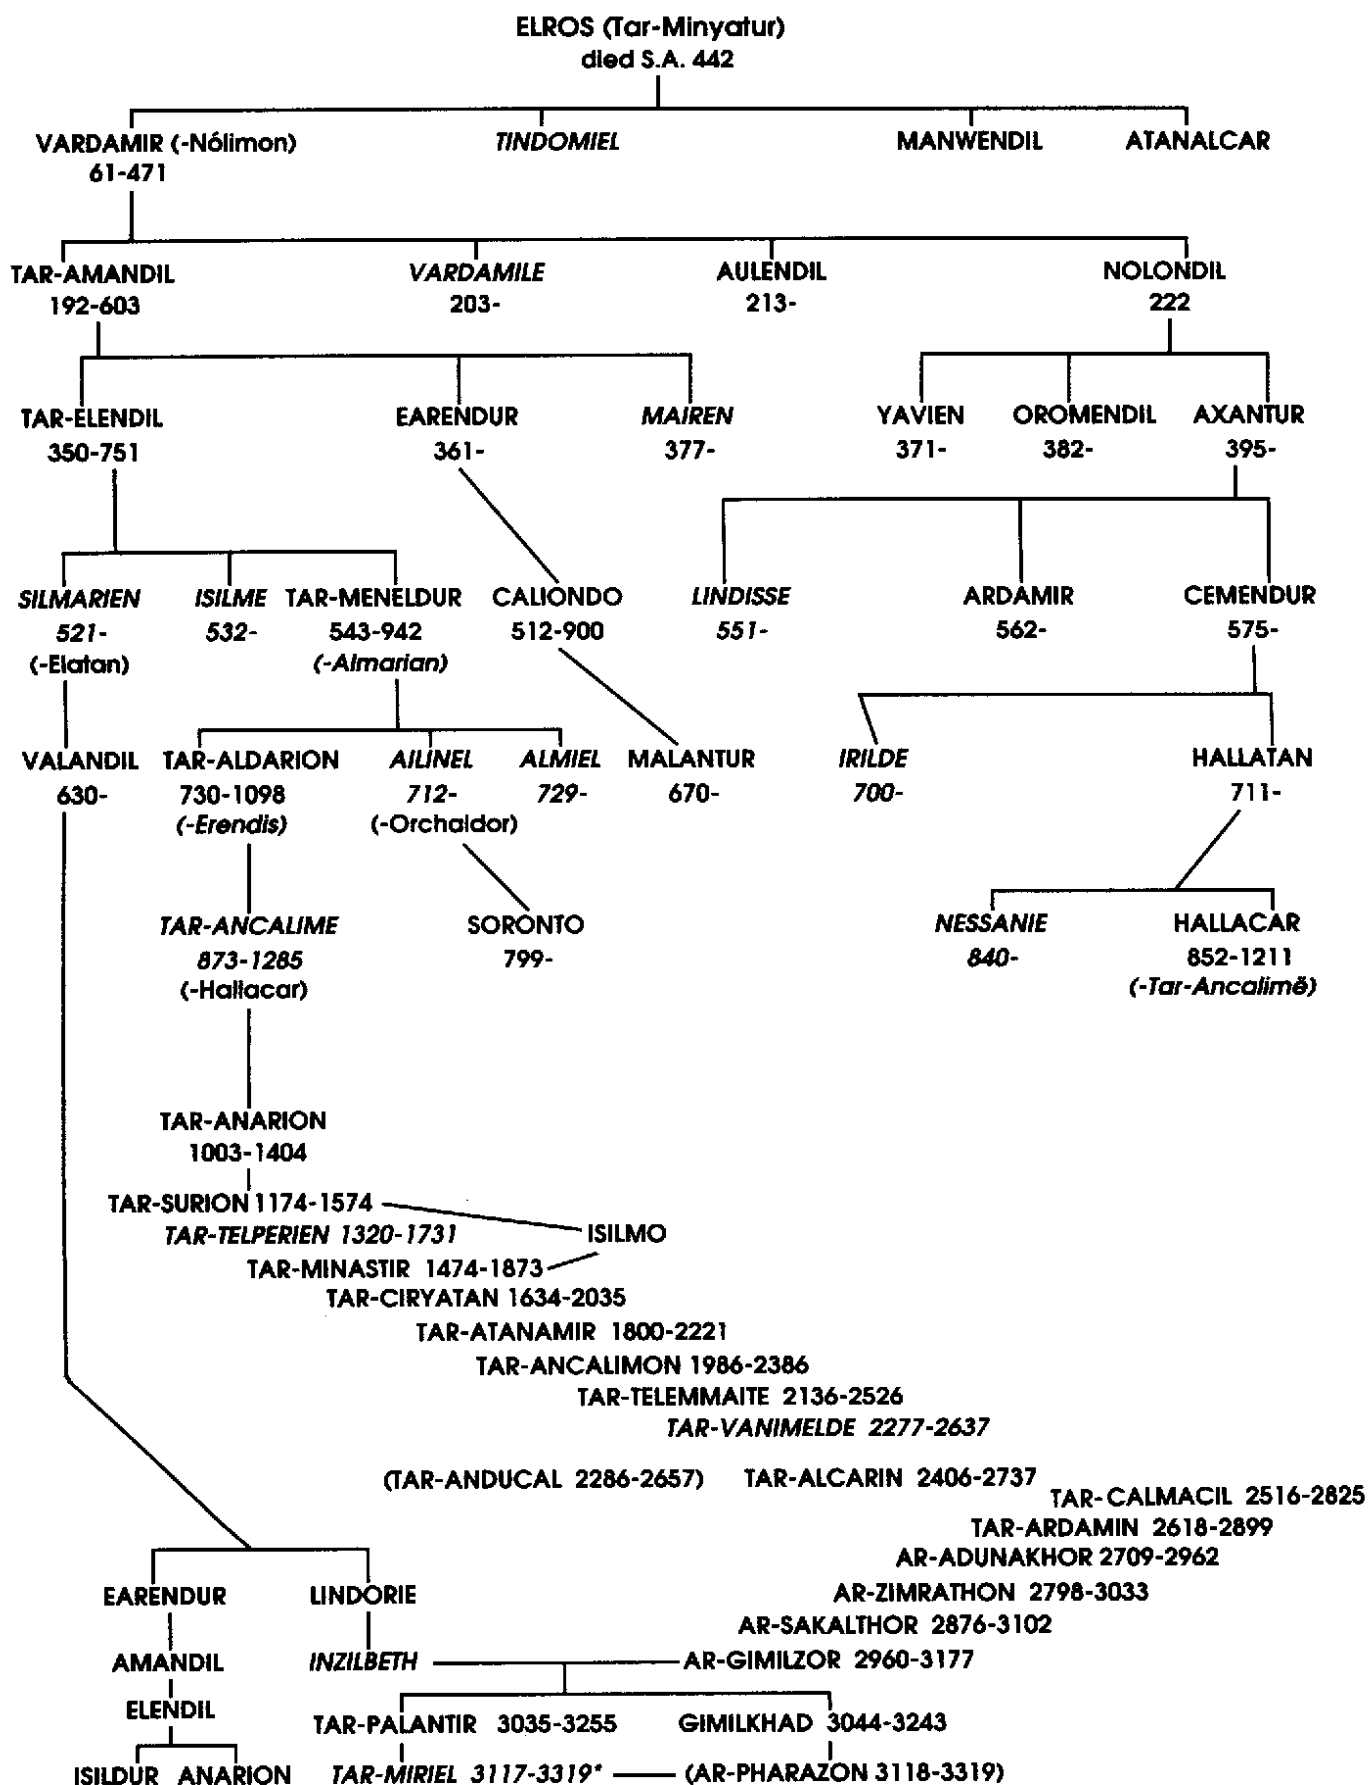 ELROS (Tar-Minyatur)
died S.A. 442
VARDAMIR (-Nólimon) TINDOMIEL MANWENDIL ATANALCAR
61-471
TAR-AMANDIL VARDAMILE AULENDIL NOLONDIL
192-603 203- 213- 222
TAR-ELENDIL EARENDUR MAIREN YAVIEN OROMENDIL AXANTUR
350-751 361- 377- 371- 382- 395-
SILMARIEN ISILME TAR-MENELDUR CALIONDO LINDISSE ARDAMIR CEMENDUR
521- 532- 543-942 512-900 551- 562- 575-
(-Elatan) (-Almarian)
VALANDIL TAR-ALDARION AILINEL ALMIEL MALANTUR IRILDE HALLATAN
630- 730-1098 712- 729- 670- 700- 711-
(-Erendis) (-Orchaldor)
TAR-ANCALIME SORONTO NESSANIE HALLACAR
873-1285 799- 840- 852-1211
(-Hallacar) (-Tar-Ancalimë)
TAR-ANARION
1003-1404
TAR-SURION 1174-1574
TAR-TELPERIEN 1320-1731 ISILMO
TAR-MINASTIR 1474-1873
TAR-CIRYATAN 1634-2035
TAR-ATANAMIR 1800-2221
TAR-ANCALIMON 1986-2386
TAR-TELEMMAITE 2136-2526
TAR-VANIMELDE 2277-2637
(TAR-ANDUCAL 2286-2657) TAR-ALCARIN 2406-2737
TAR-CALMACIL 2516-2825
TAR-ARDAMIN 2618-2899
AR-ADUNAKHOR 2709-2962
EARENDUR LINDORIE AR-ZIMRATHON 2798-3033
AR-SAKALTHOR 2876-3102
AMANDIL INZILBETH AR-GIMILZOR 2960-3177
ELENDIL
TAR-PALANTIR 3035-3255 GIMILKHAD 3044-3243
ISILDUR ANARION TAR-MIRIEL 3117-3319* (AR-PHARAZON 3118-3319)